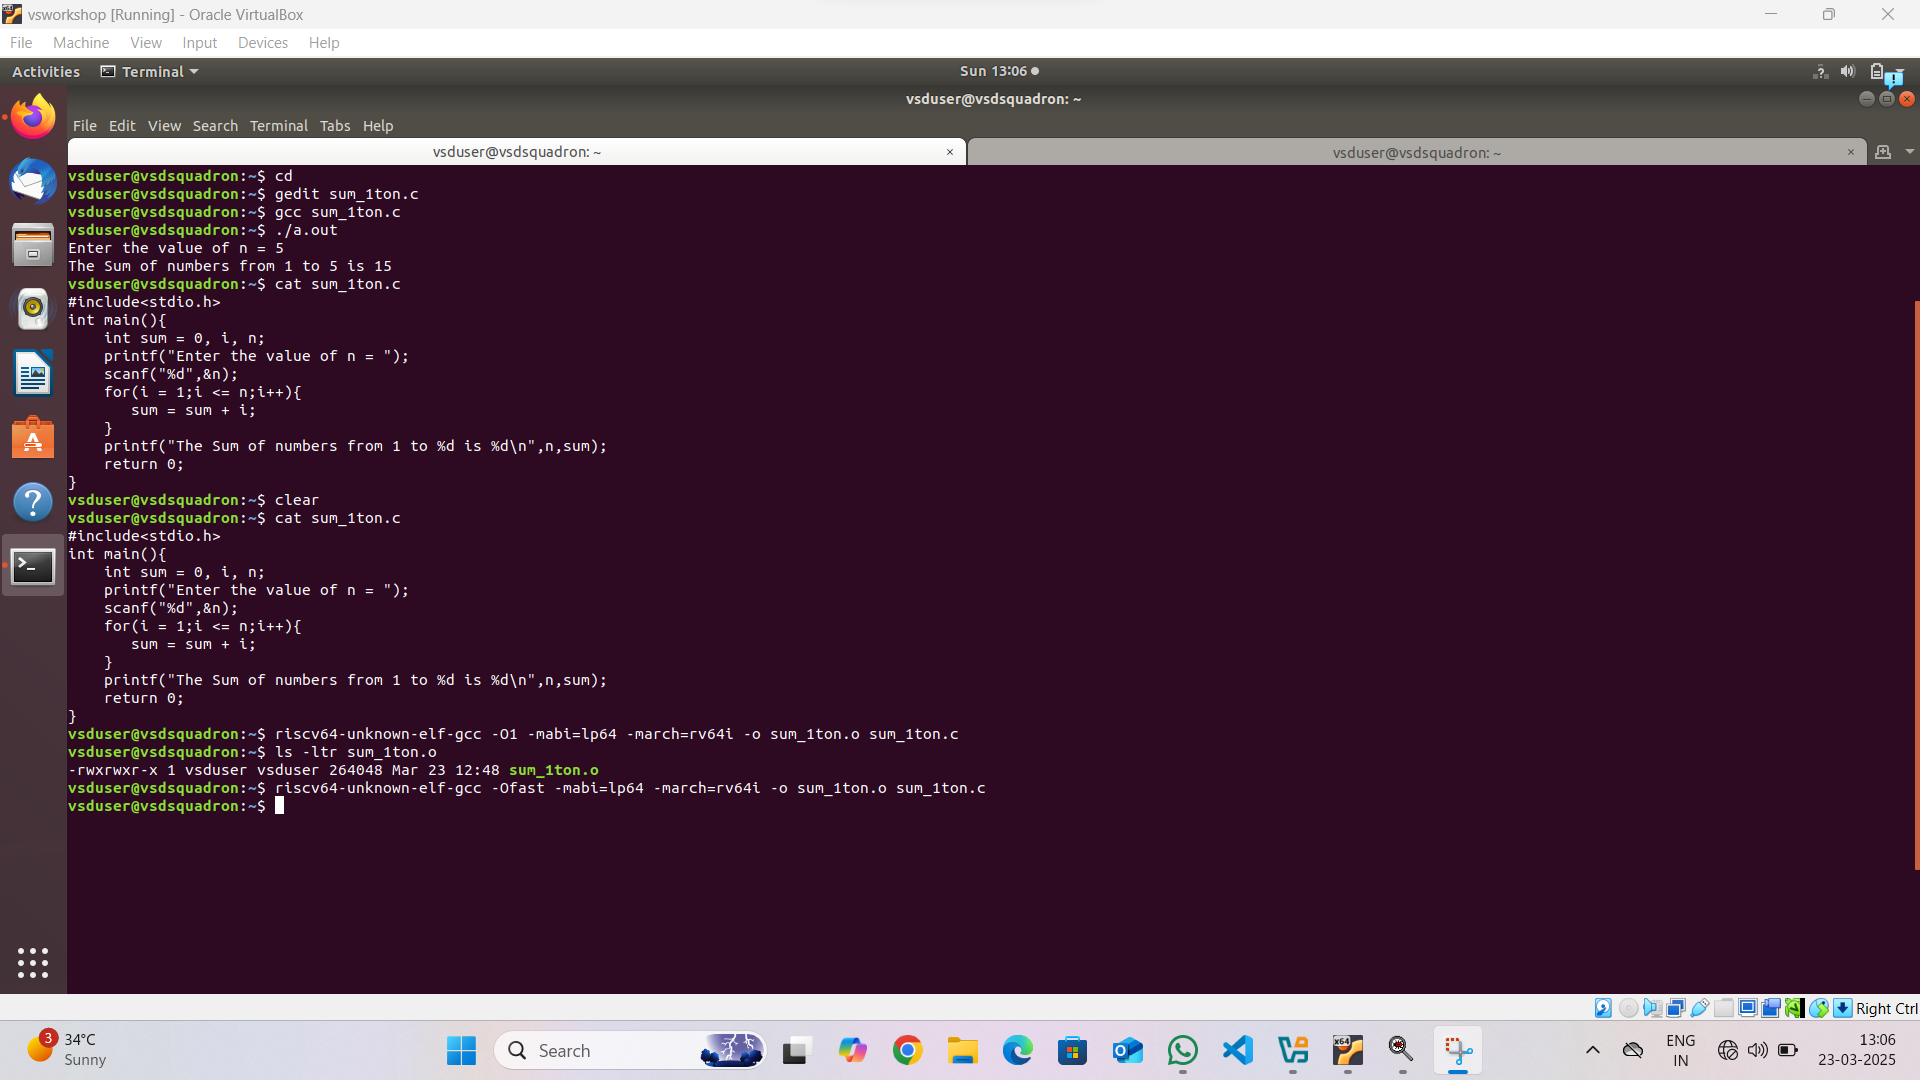 vsworkshop [Running] - Oracle VirtualBox
File Machine View Input Devices Help
Activities Terminal Sun 13:06
vsduser@vsdsquadron: ~
File Edit View Search Terminal Tabs Help
vsduser@vsdsquadron: ~ × vsduser@vsdsquadron: ~ ×
vsduser@vsdsquadron:~$ cd
vsduser@vsdsquadron:~$ gedit sum_1ton.c
vsduser@vsdsquadron:~$ gcc sum_1ton.c
vsduser@vsdsquadron:~$ ./a.out
Enter the value of n = 5
The Sum of numbers from 1 to 5 is 15
vsduser@vsdsquadron:~$ cat sum_1ton.c
#include<stdio.h>
int main(){
    int sum = 0, i, n;
    printf("Enter the value of n = ");
    scanf("%d",&n);
    for(i = 1;i <= n;i++){
       sum = sum + i;
    }
    printf("The Sum of numbers from 1 to %d is %d\n",n,sum);
    return 0;
}
vsduser@vsdsquadron:~$ clear
vsduser@vsdsquadron:~$ cat sum_1ton.c
#include<stdio.h>
int main(){
    int sum = 0, i, n;
    printf("Enter the value of n = ");
    scanf("%d",&n);
    for(i = 1;i <= n;i++){
       sum = sum + i;
    }
    printf("The Sum of numbers from 1 to %d is %d\n",n,sum);
    return 0;
}
vsduser@vsdsquadron:~$ riscv64-unknown-elf-gcc -O1 -mabi=lp64 -march=rv64i -o sum_1ton.o sum_1ton.c
vsduser@vsdsquadron:~$ ls -ltr sum_1ton.o
-rwxrwxr-x 1 vsduser vsduser 264048 Mar 23 12:48 sum_1ton.o
vsduser@vsdsquadron:~$ riscv64-unknown-elf-gcc -Ofast -mabi=lp64 -march=rv64i -o sum_1ton.o sum_1ton.c
vsduser@vsdsquadron:~$
Right Ctrl
3
34°C
Sunny
Search
x64
ENG
IN
13:06
23-03-2025